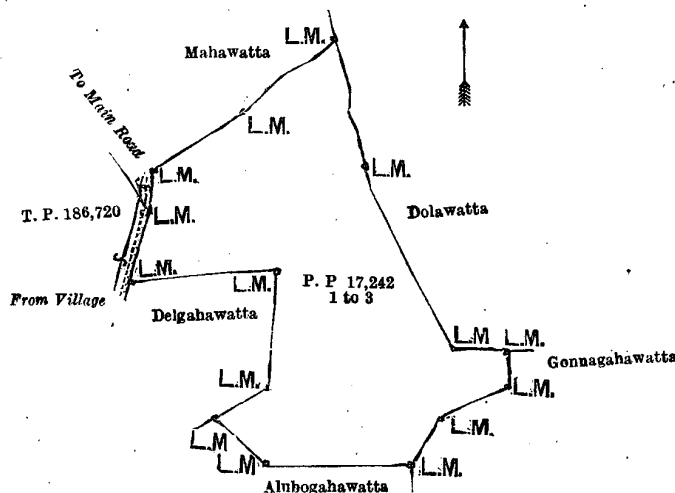 L.M.
Mahawatta
To Main Road
L.M.
L.M.
L.M.
T. P. 186,720
L.M.
Dolawatta
L.M.
L.M.
P. P 17,242
1 to 3
From Village
Delgahawatta
L.M
L.M.
Gonnagahawatta
L.M.
L.M.
L.M.
L.M
L.M
L.M.
Alubogahawatta